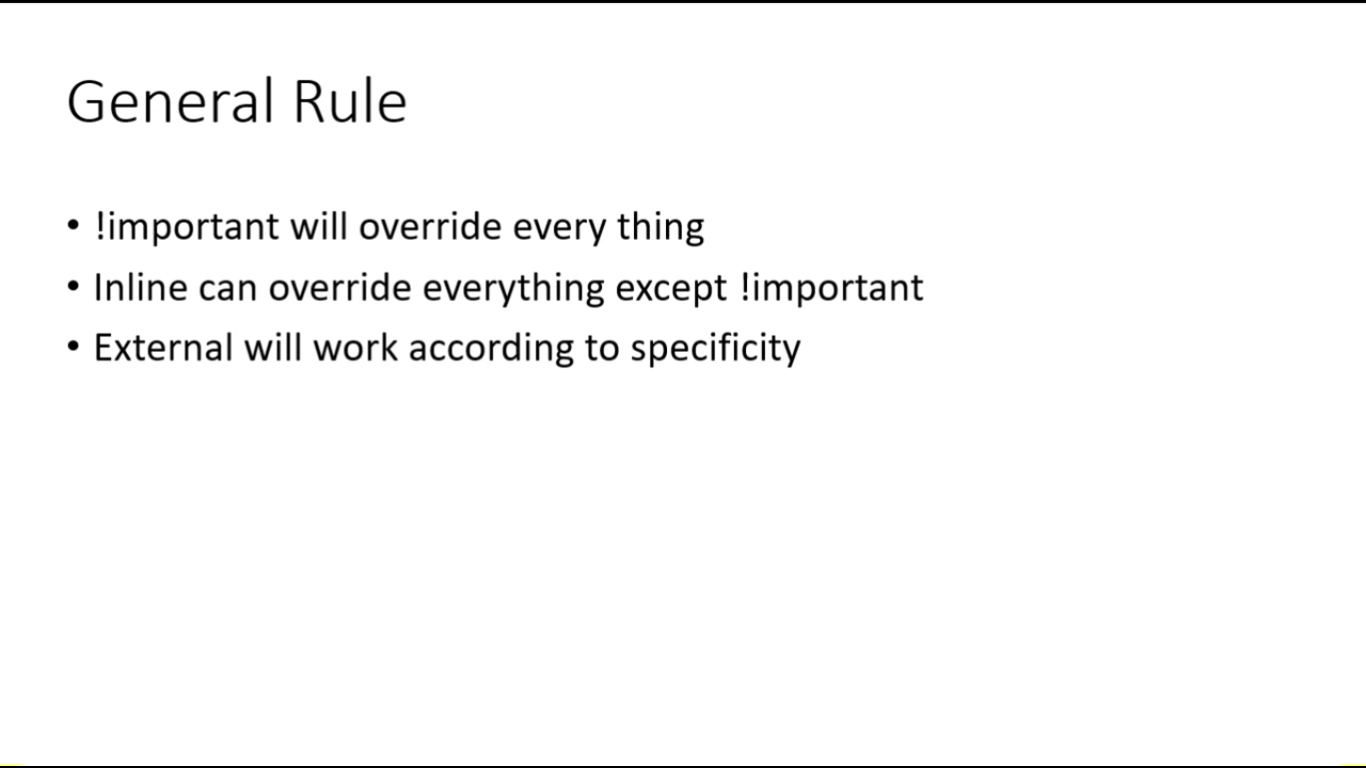 General Rule
• !important will override every thing
• Inline can override everything except !important
• External will work according to specificity